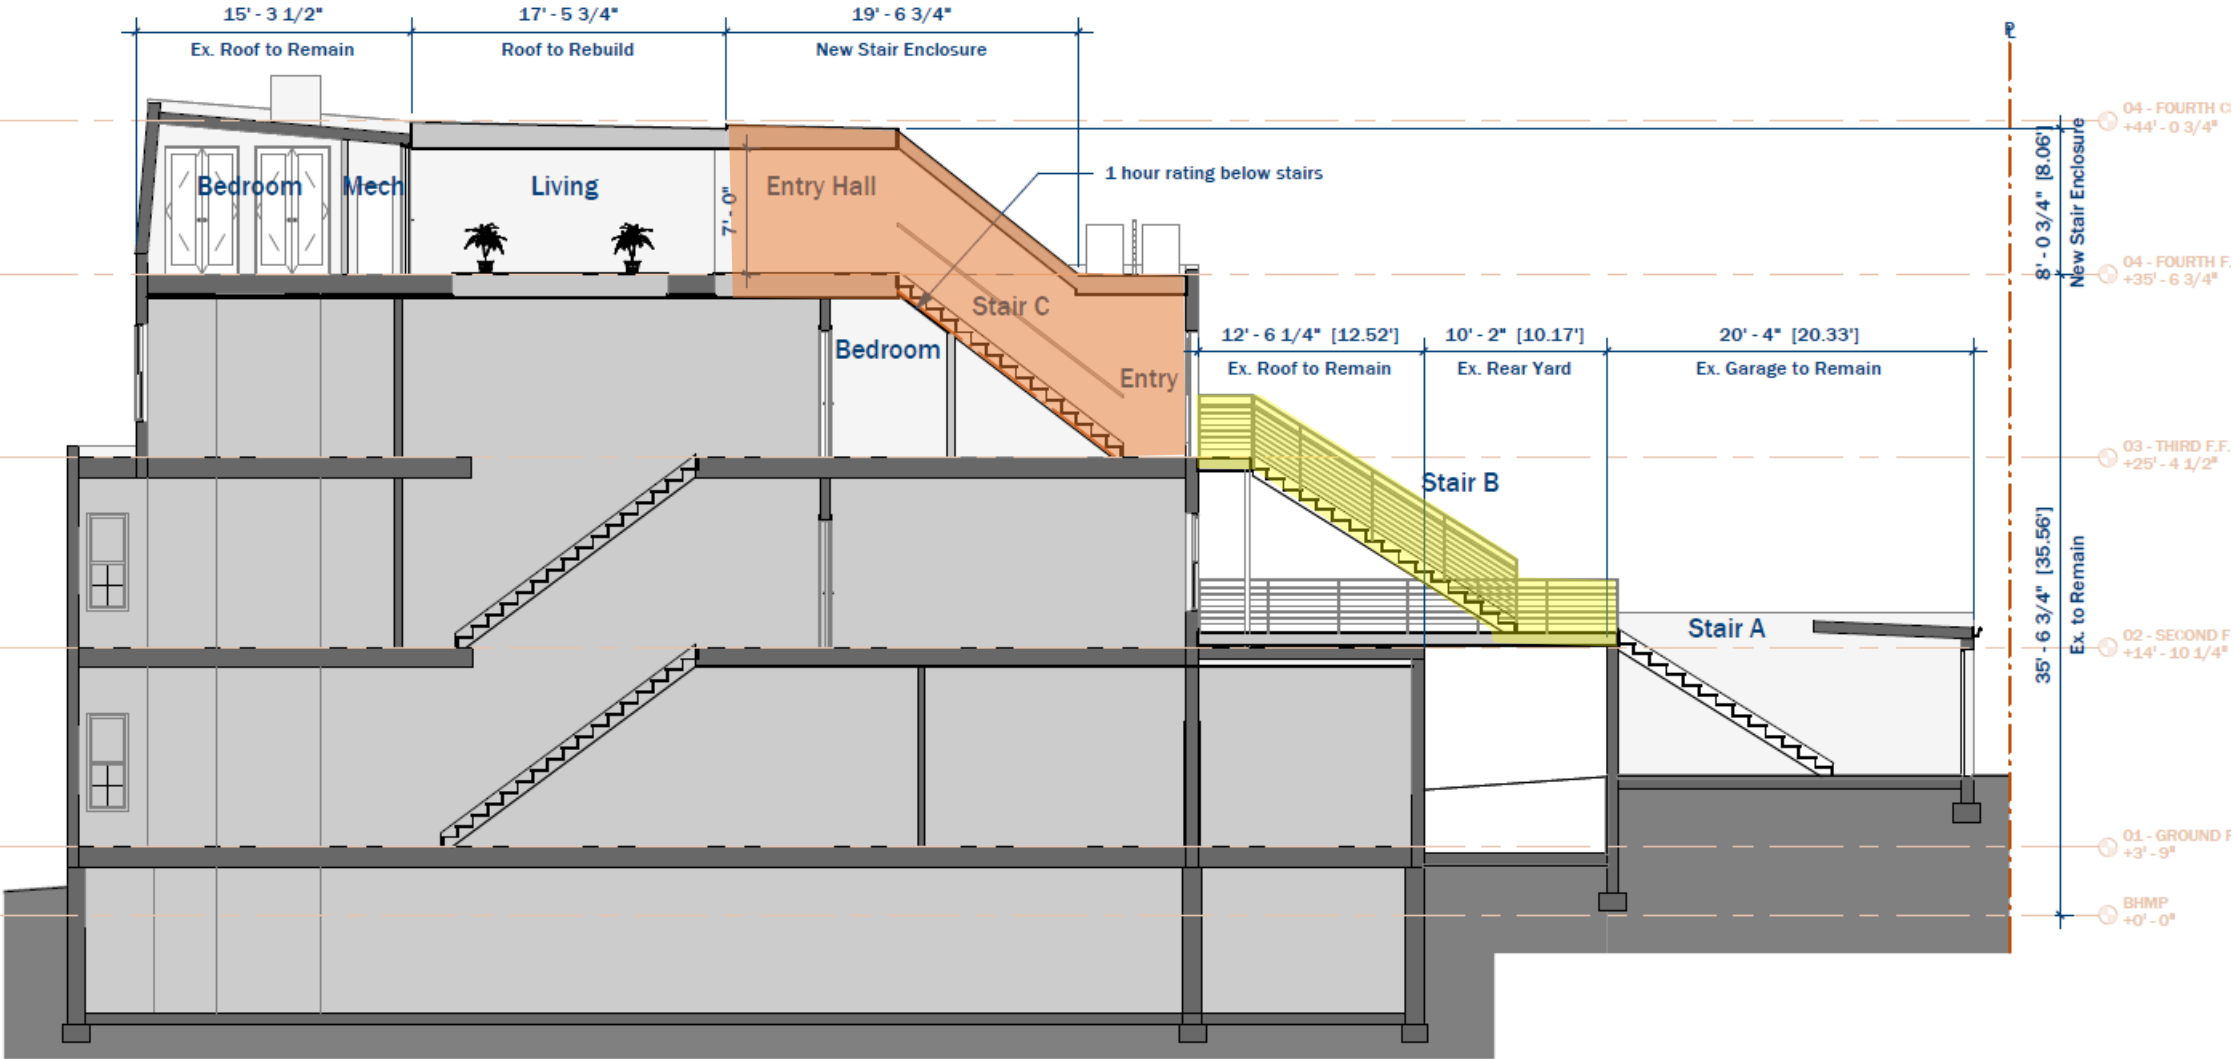 15' - 3 1/2"
17' - 5 3/4"
19' - 6 3/4"
Ex. Roof to Remain
Roof to Rebuild
New Stair Enclosure
04 - FOURTH C
+44' - 0 3/4"
1 hour rating below stairs
Bedroom
Mech
Living
Entry Hall
7' - 0"
8' - 0 3/4" [8.06']
New Stair Enclosure
04 - FOURTH F.
+35' - 6 3/4"
Stair C
12' - 6 1/4" [12.52']
10' - 2" [10.17']
20' - 4" [20.33']
Bedroom
Entry
Ex. Roof to Remain
Ex. Rear Yard
Ex. Garage to Remain
03 - THIRD F.F.
+25' - 4 1/2"
Stair B
35' - 6 3/4" [35.56']
Ex. to Remain
Stair A
02 - SECOND F
+14' - 10 1/4"
01 - GROUND F
+3' - 9"
BHMP
+0' - 0"